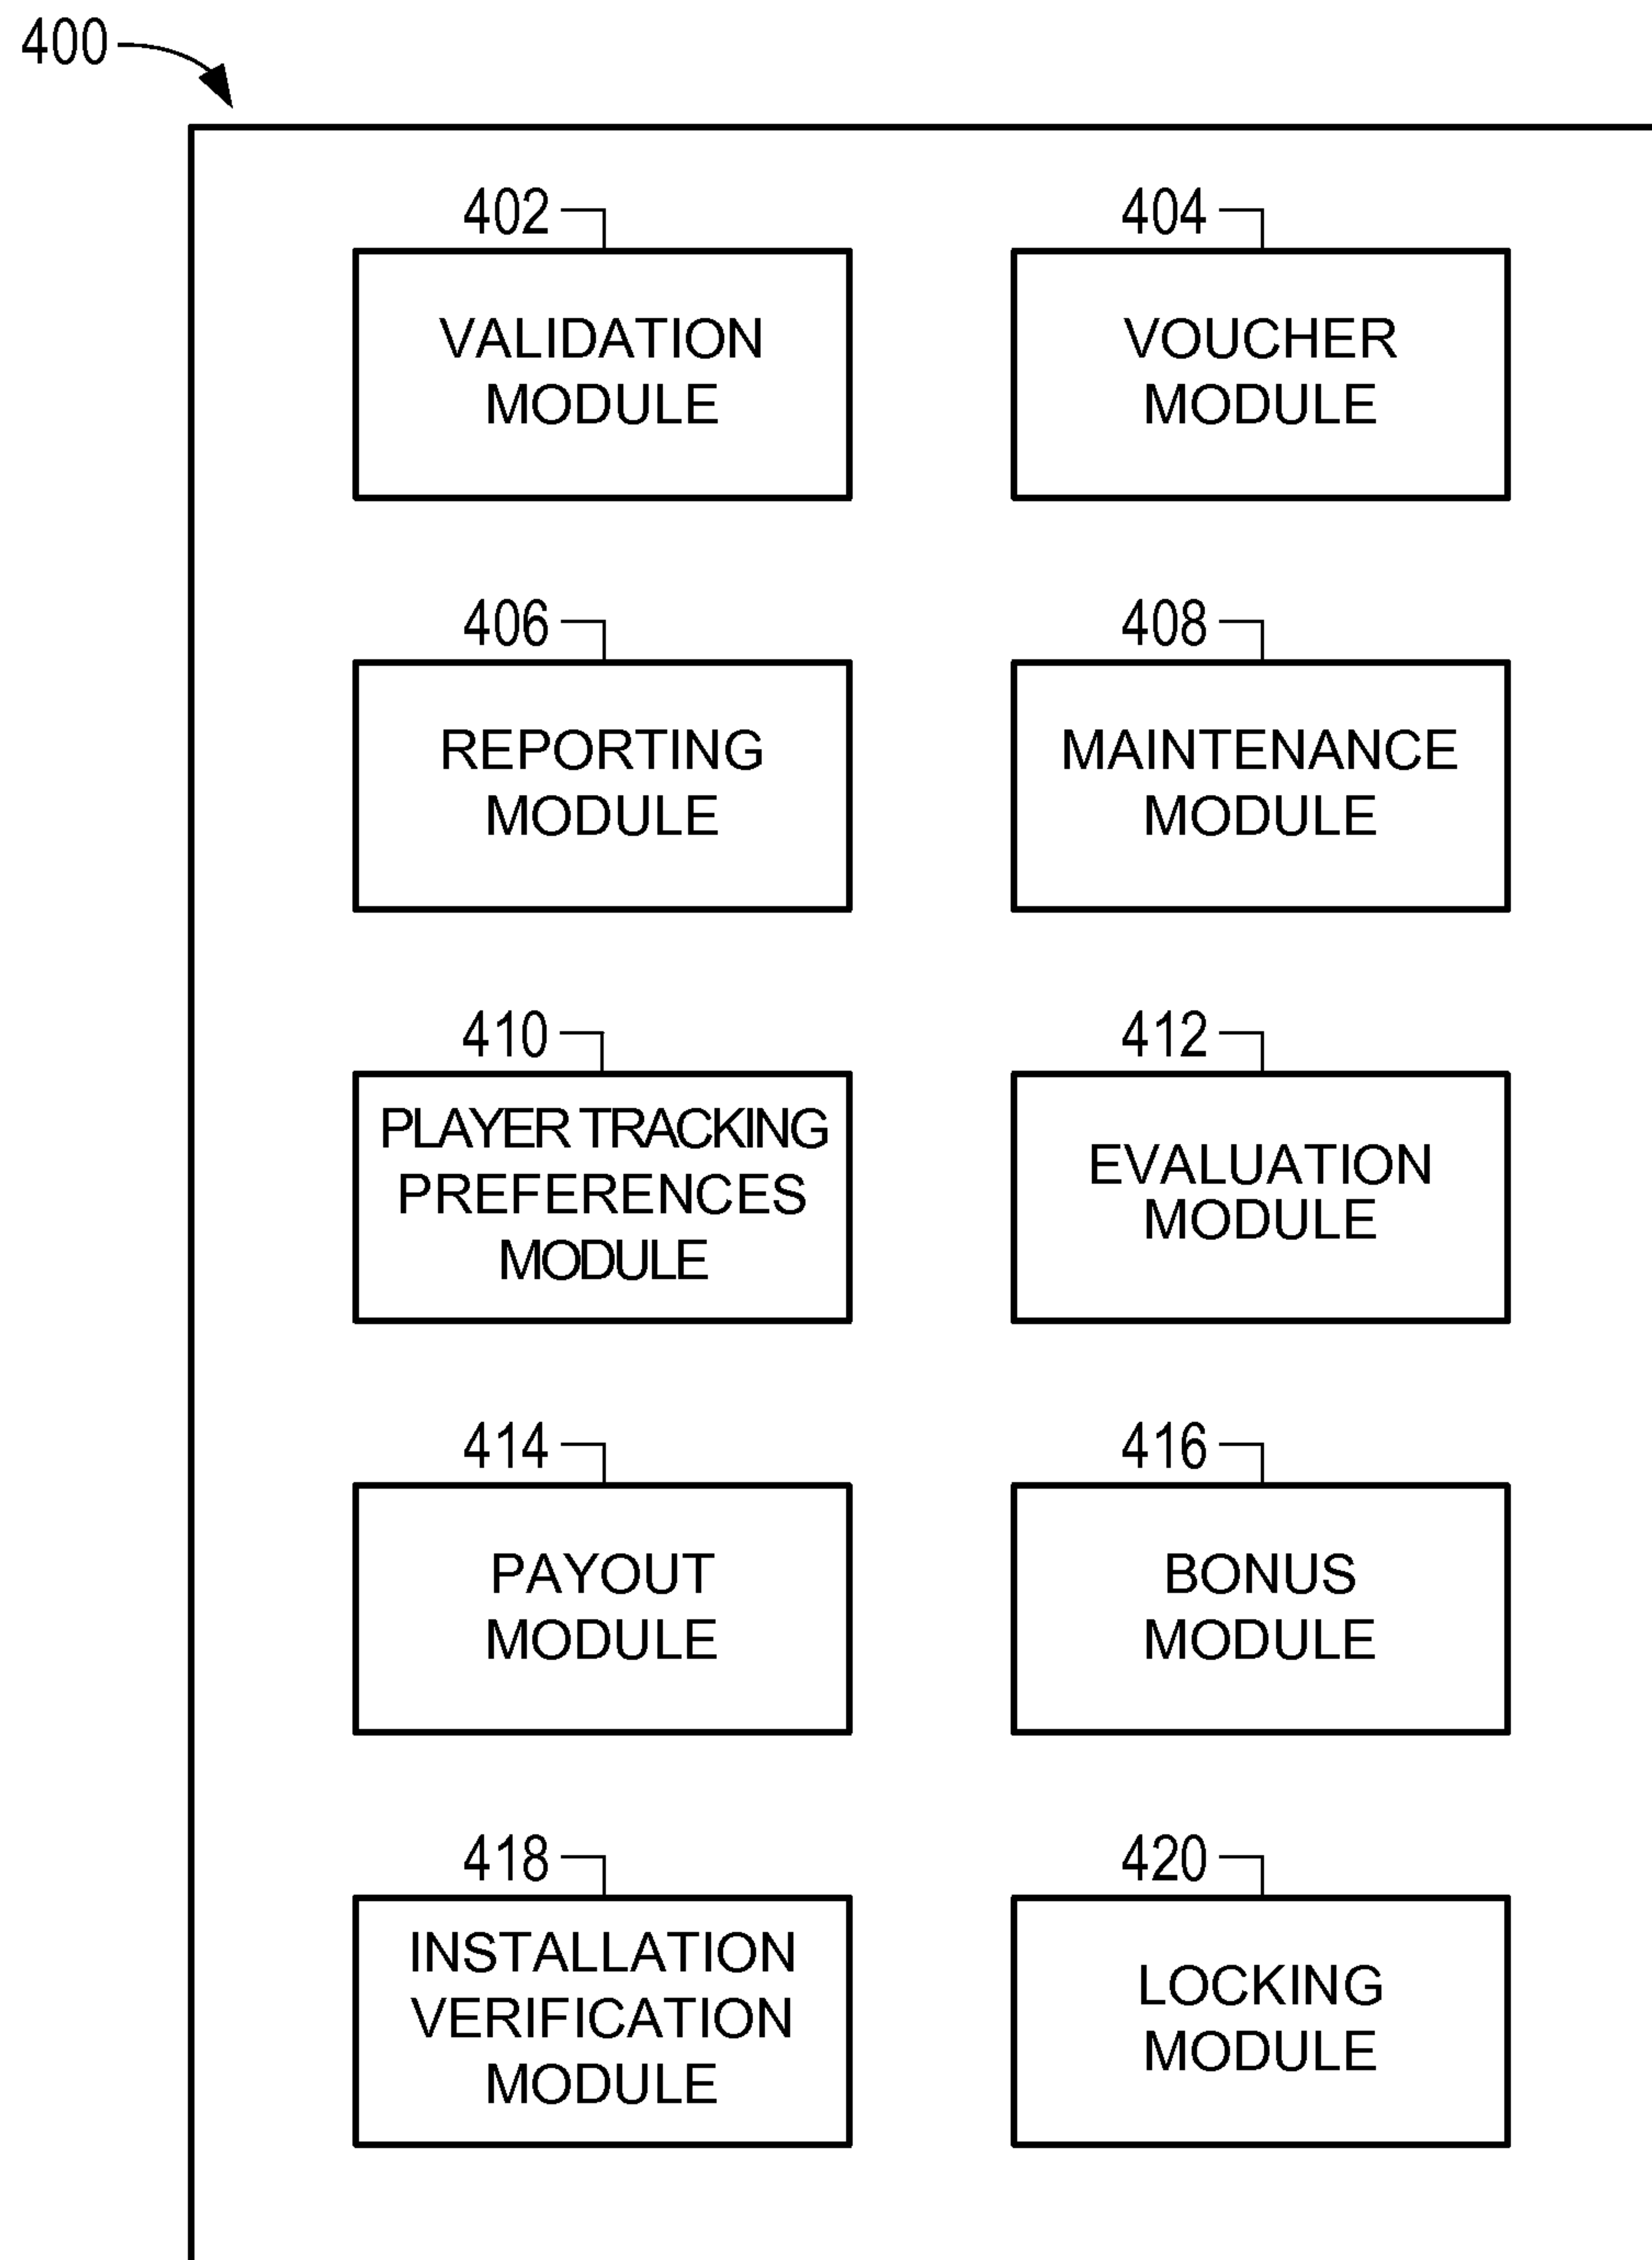 400
402
VALIDATION
MODULE
404
VOUCHER
MODULE
406
REPORTING
MODULE
408
MAINTENANCE
MODULE
410
PLAYER TRACKING
PREFERENCES
MODULE
412
EVALUATION
MODULE
414
PAYOUT
MODULE
416
BONUS
MODULE
418
INSTALLATION
VERIFICATION
MODULE
420
LOCKING
MODULE